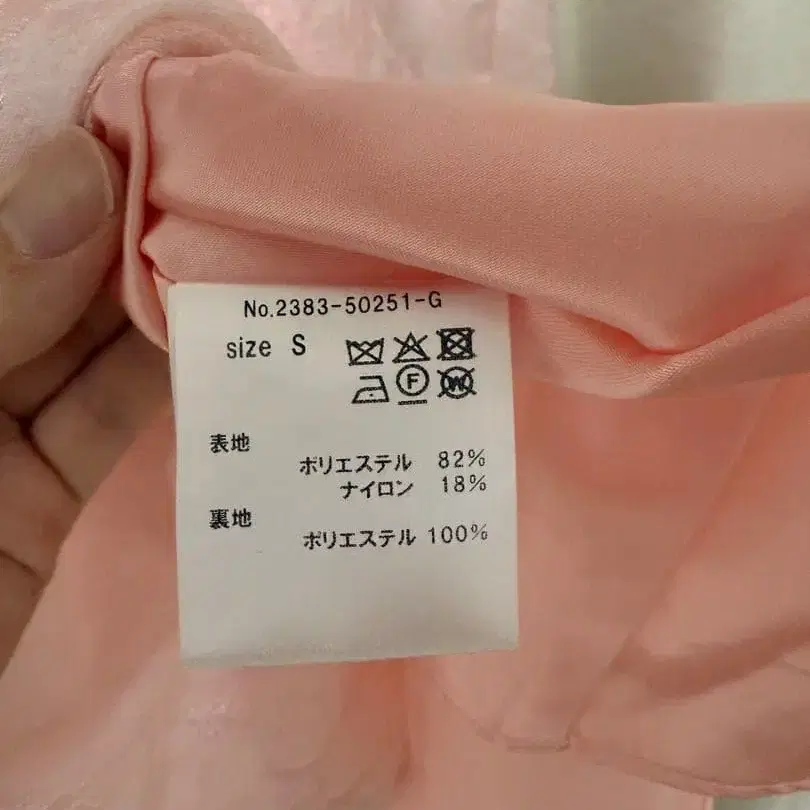 No.2383-50251-G
size S
F W
表地
ポリエステル 82%
ナイロン 18%
裏地
ポリエステル 100%